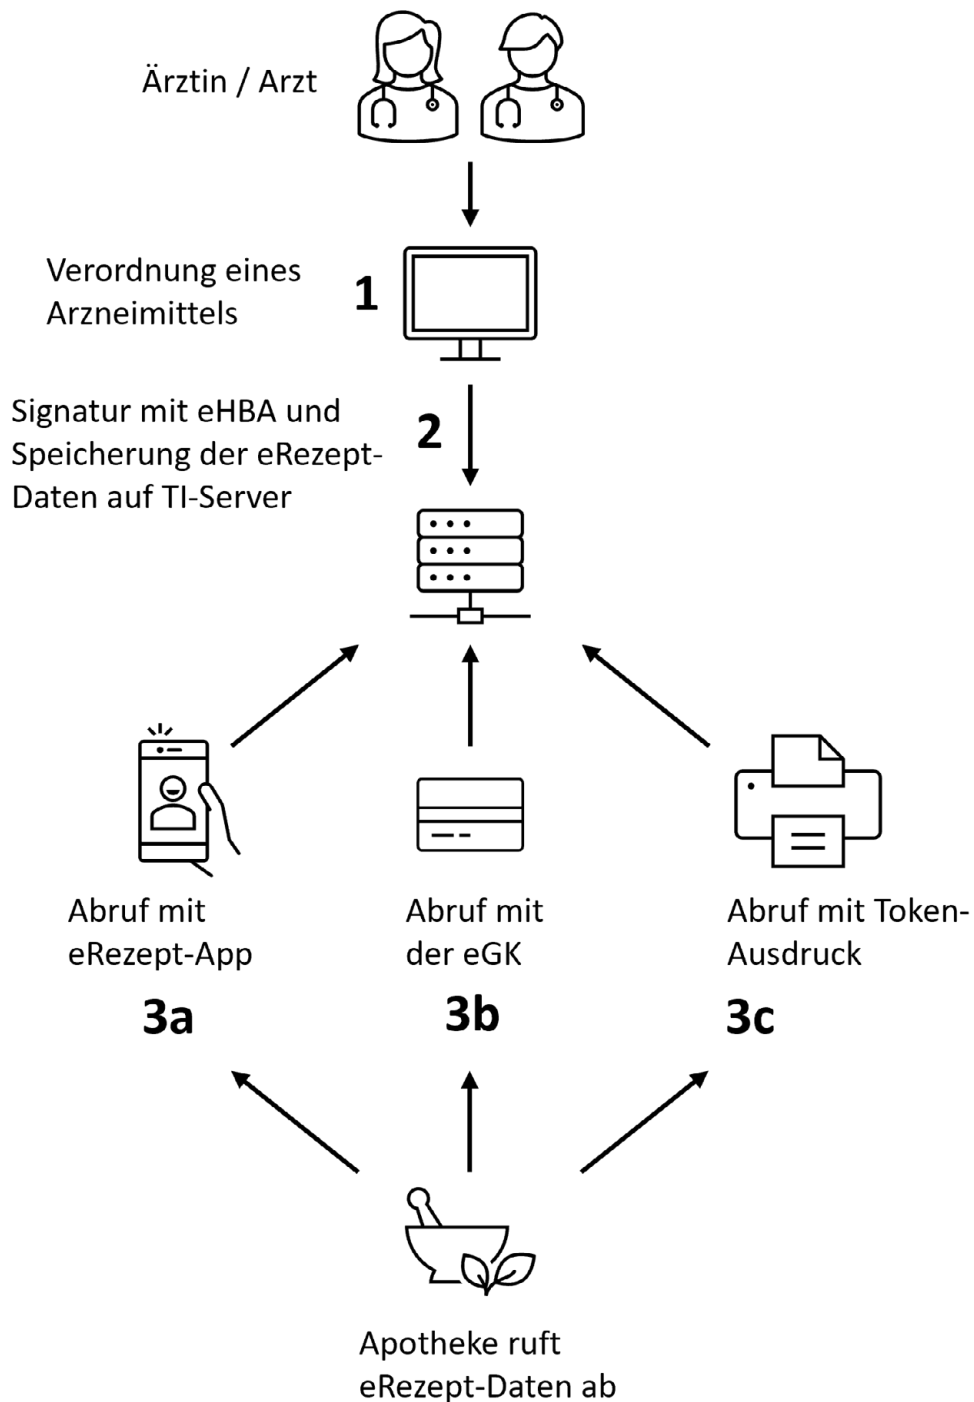 Ärztin / Arzt
Verordnung eines
Arzneimittels
1
Signatur mit eHBA und
Speicherung der eRezept-
Daten auf TI-Server
2
Abruf mit
eRezept-App
3a
Abruf mit
der eGK
3b
Abruf mit Token-
Ausdruck
3c
Apotheke ruft
eRezept-Daten ab